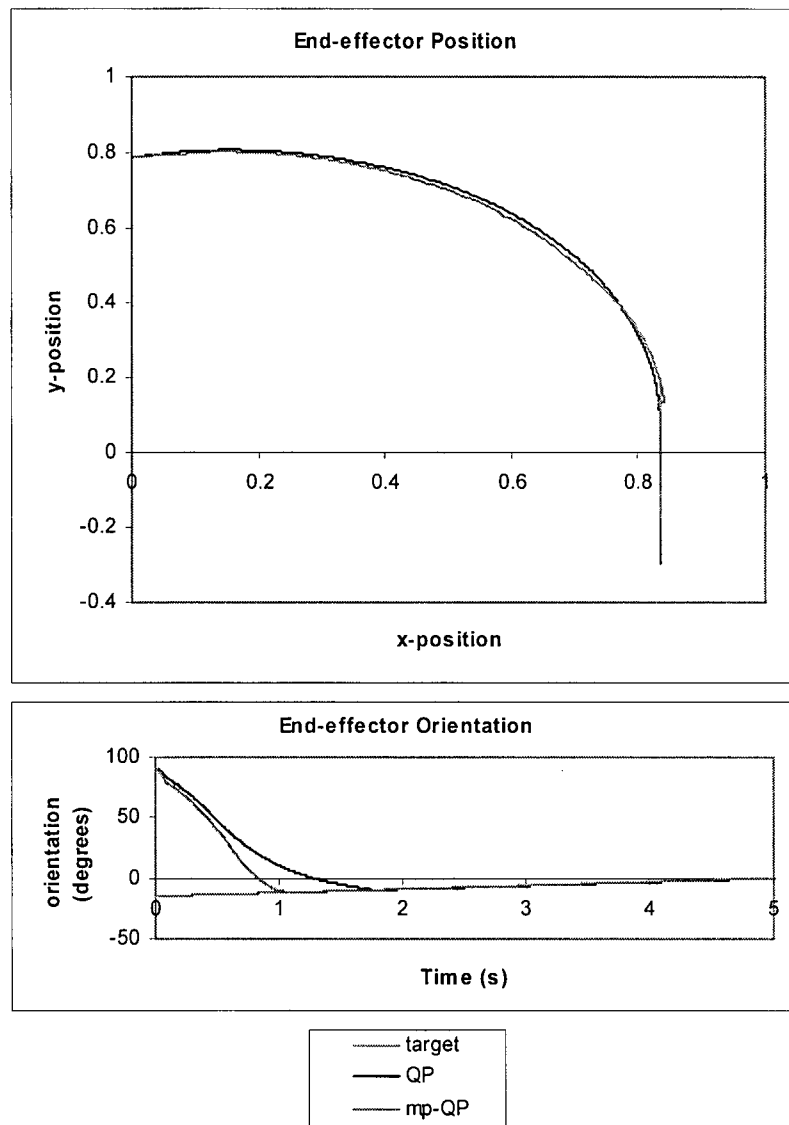 End-effector Position
1
0.8
0.6
0.4
0.2
0
-0.2
-0.4
y-position
0 0.2 0.4 0.6 0.8 1
x-position
End-effector Orientation
100
50
0
-50
orientation
(degrees)
0 1 2 3 4 5
Time (s)
target
QP
mp-QP